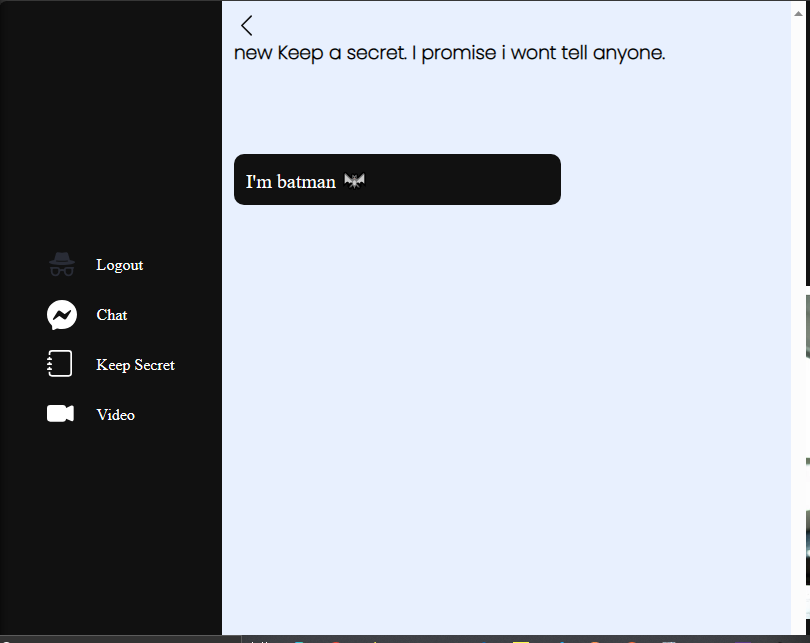 new Keep a secret. I promise i wont tell anyone.
I'm batman 🦇
Logout
Chat
Keep Secret
Video